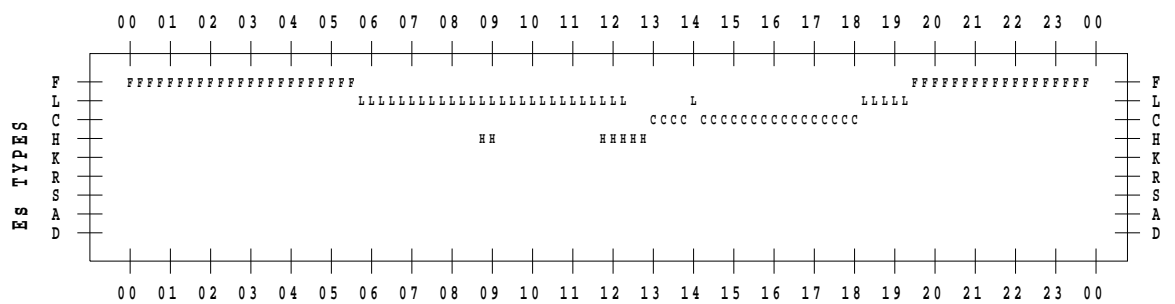 00 01 02 03 04 05 06 07 08 09 10 11 12 13 14 15 16 17 18 19 20 21 22 23 00
F FFFFFFFFFFFFFFFFFFFFFFF FFFFFFFFFFFFFFFFFF F
L LLLLLLLLLLLLLLLLLLLLLLLLLLL L LLLLL L
C CCCC CCCCCCCCCCCCCCCC C
H HH HHHHH H
K K
R R
S S
A A
D D
Es TYPES
00 01 02 03 04 05 06 07 08 09 10 11 12 13 14 15 16 17 18 19 20 21 22 23 00